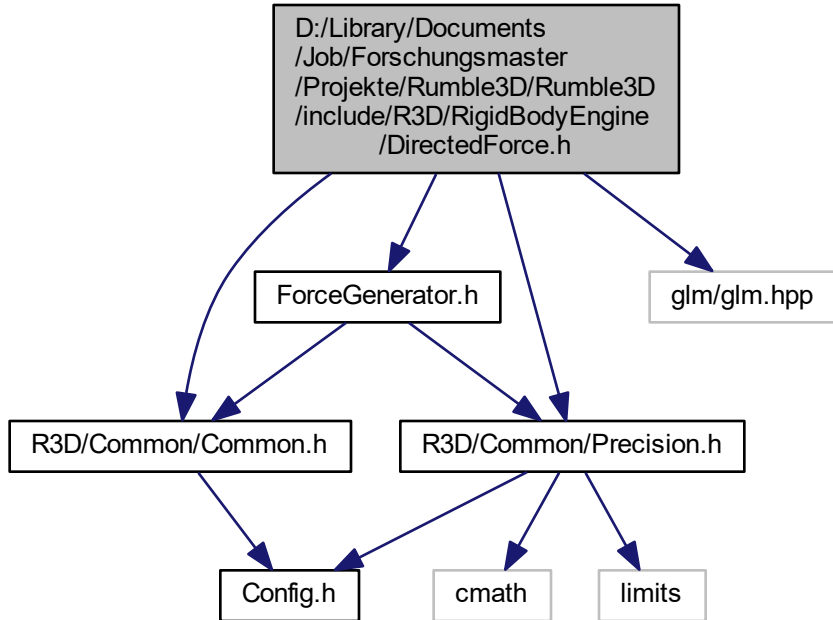 D:/Library/Documents
/Job/Forschungsmaster
/Projekte/Rumble3D/Rumble3D
/include/R3D/RigidBodyEngine
/DirectedForce.h
ForceGenerator.h
glm/glm.hpp
R3D/Common/Common.h
R3D/Common/Precision.h
Config.h
cmath
limits